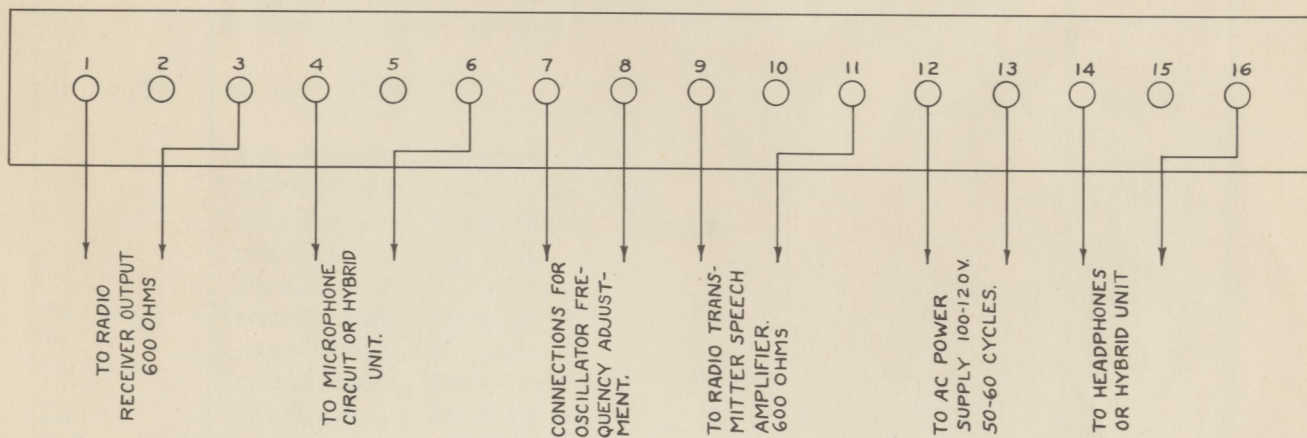 1 2 3 4 5 6 7 8 9 10 11 12 13 14 15 16
TO RADIO
RECEIVER OUTPUT
600 OHMS
TO MICROPHONE
CIRCUIT OR HYBRID
UNIT.
CONNECTIONS FOR
OSCILLATOR FRE-
QUENCY ADJUST-
MENT.
TO RADIO TRANS-
MITTER SPEECH
AMPLIFIER.
600 OHMS
TO AC POWER
SUPPLY 100-120V.
50-60 CYCLES.
TO HEADPHONES
OR HYBRID UNIT